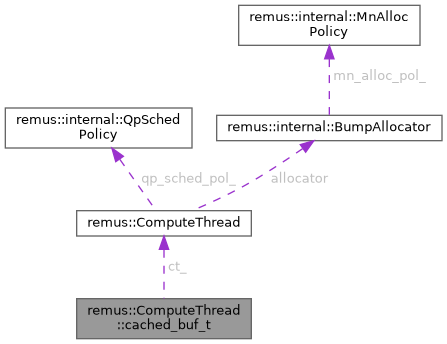 remus::internal::MnAlloc
Policy
mn_alloc_pol_
remus::internal::QpSched
Policy
remus::internal::BumpAllocator
qp_sched_pol_
allocator
remus::ComputeThread
ct_
remus::ComputeThread
::cached_buf_t